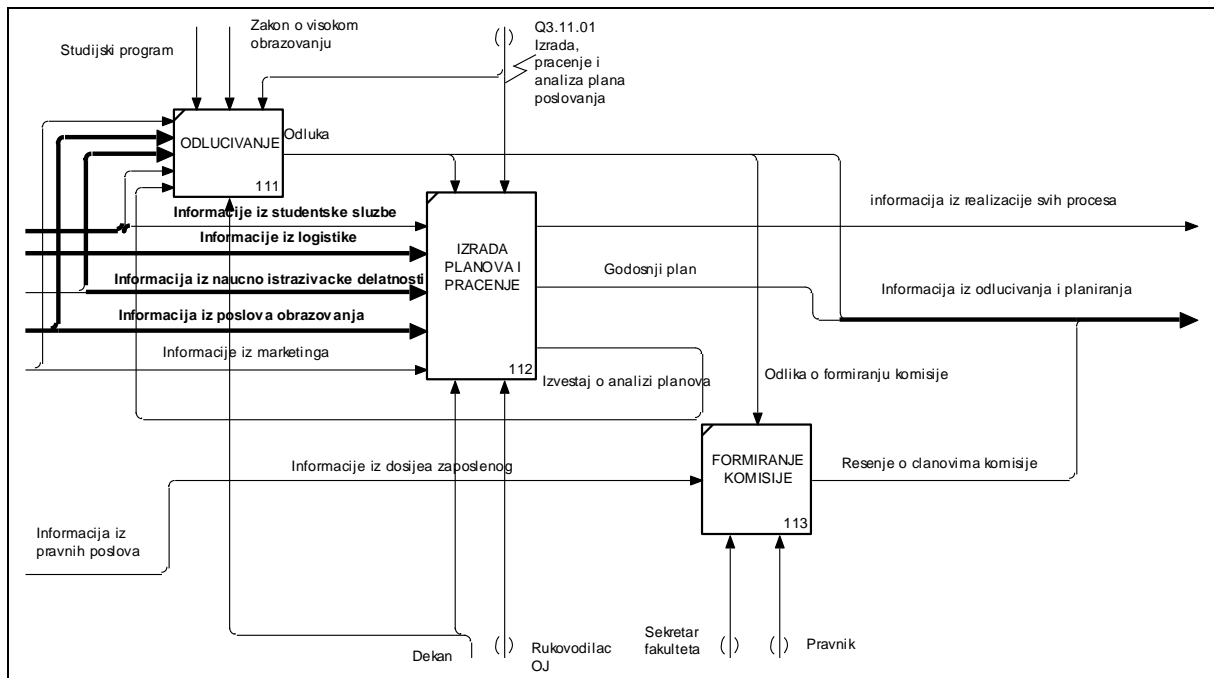 Studijski program
Zakon o visokom
obrazovanju
Q3.11.01
Izrada,
pracenje i
analiza plana
poslovanja
ODLUCIVANJE
111
Odluka
Informacije iz studentske sluzbe
Informacije iz logistike
Informacija iz naucno istrazivacke delatnosti
Informacija iz poslova obrazovanja
Informacije iz marketinga
IZRADA
PLANOVA I
PRACENJE
112
informacija iz realizacije svih procesa
Godosnji plan
Informacija iz odlucivanja i planiranja
Izvestaj o analizi planova
Odlika o formiranju komisije
Informacije iz dosijea zaposlenog
FORMIRANJE
KOMISIJE
113
Resenje o clanovima komisije
Informacija iz
pravnih poslova
Dekan
Rukovodilac
OJ
Sekretar
fakulteta
Pravnik